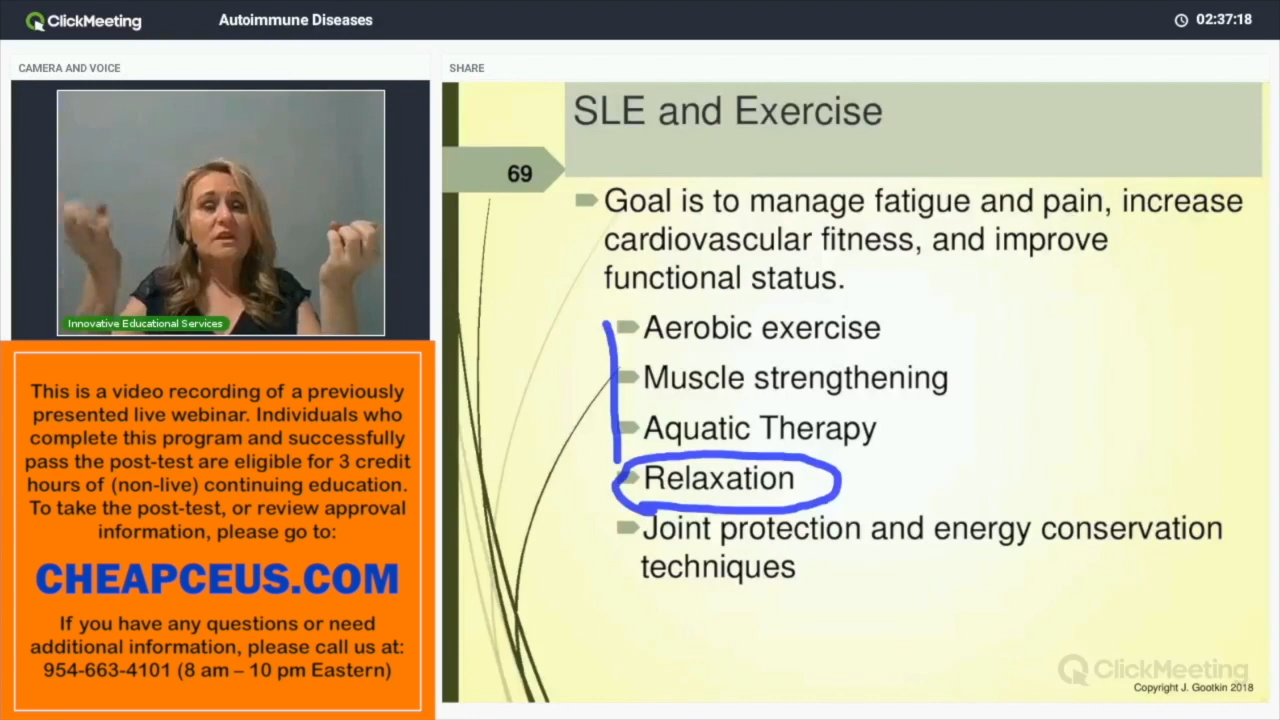 ClickMeeting
Autoimmune Diseases
02:37:18
CAMERA AND VOICE
Innovative Educational Services
This is a video recording of a previously
presented live webinar. Individuals who
complete this program and successfully
pass the post-test are eligible for 3 credit
hours of (non-live) continuing education.
To take the post-test, or review approval
information, please go to:
CHEAPCEUS.COM
If you have any questions or need
additional information, please call us at:
954-663-4101 (8 am – 10 pm Eastern)
SHARE
SLE and Exercise
69
Goal is to manage fatigue and pain, increase
cardiovascular fitness, and improve
functional status.
Aerobic exercise
Muscle strengthening
Aquatic Therapy
Relaxation
Joint protection and energy conservation
techniques
ClickMeeting
Copyright J. Gootkin 2018